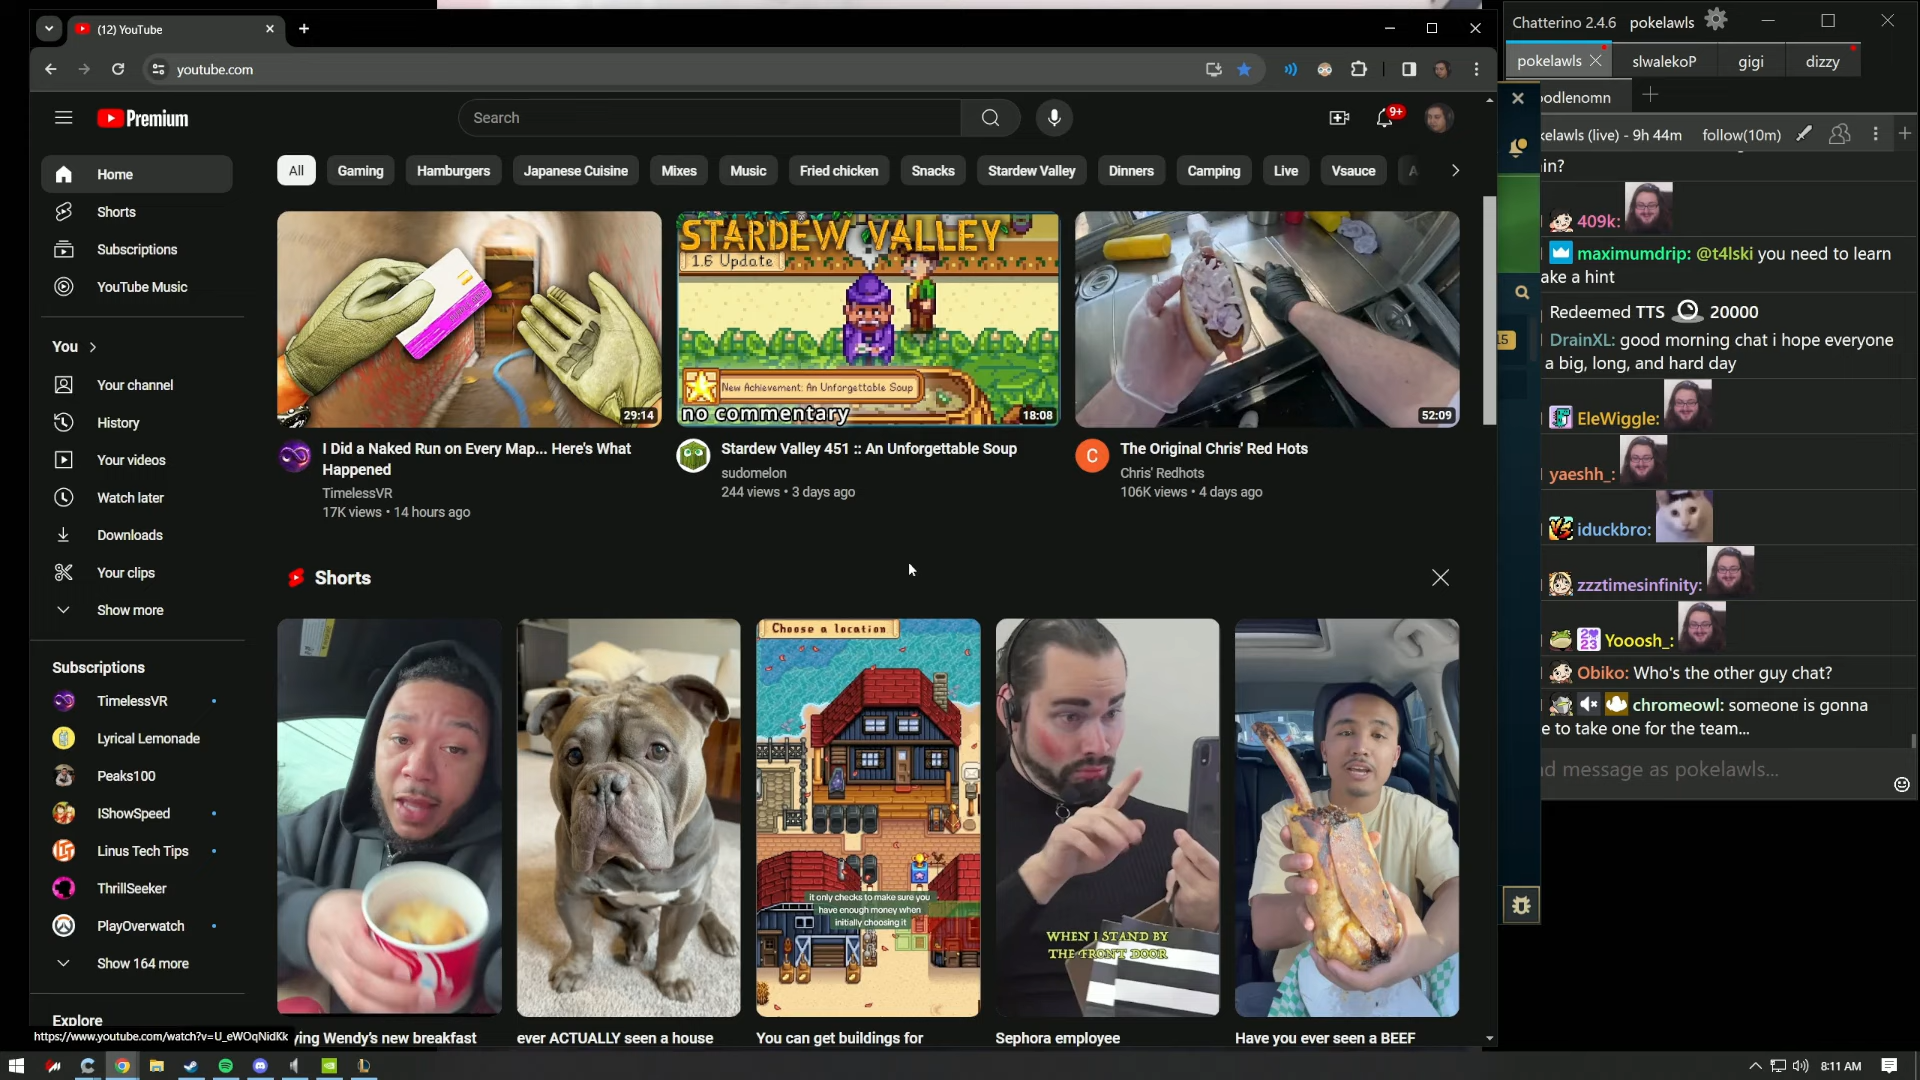 (12) YouTube
youtube.com
Premium
Search
9+
Home
Shorts
Subscriptions
YouTube Music
You
Your channel
History
Your videos
Watch later
Downloads
Your clips
Show more
Subscriptions
TimelessVR
Lyrical Lemonade
Peaks100
IShowSpeed
Linus Tech Tips
ThrillSeeker
PlayOverwatch
Show 164 more
Explore
https://www.youtube.com/watch?v=U_eWOqNidKk
All
Gaming
Hamburgers
Japanese Cuisine
Mixes
Music
Fried chicken
Snacks
Stardew Valley
Dinners
Camping
Live
Vsauce
A
29:14
I Did a Naked Run on Every Map... Here's What
Happened
TimelessVR
17K views • 14 hours ago
STARDEW VALLEY
1.6 Update
New Achievement: An Unforgettable Soup
no commentary
18:08
Stardew Valley 451 :: An Unforgettable Soup
sudomelon
244 views • 3 days ago
52:09
C
The Original Chris' Red Hots
Chris' Redhots
106K views • 4 days ago
Shorts
Choose a location
It only checks to make sure you
have enough money when
initially choosing it
WHEN I STAND BY
THE FRONT DOOR
ying Wendy's new breakfast
ever ACTUALLY seen a house
You can get buildings for
Sephora employee
Have you ever seen a BEEF
Chatterino 2.4.6
pokelawls
pokelawls
slwalekoP
gigi
dizzy
oodlenomn
kelawls (live) - 9h 44m
follow(10m)
in?
409k:
maximumdrip: @t4lski you need to learn
ake a hint
Redeemed TTS 20000
15
DrainXL: good morning chat i hope everyone
a big, long, and hard day
EleWiggle:
yaeshh_:
iduckbro:
zzztimesinfinity:
Yooosh_:
Obiko: Who's the other guy chat?
chromeowl: someone is gonna
e to take one for the team...
d message as pokelawls...
8:11 AM